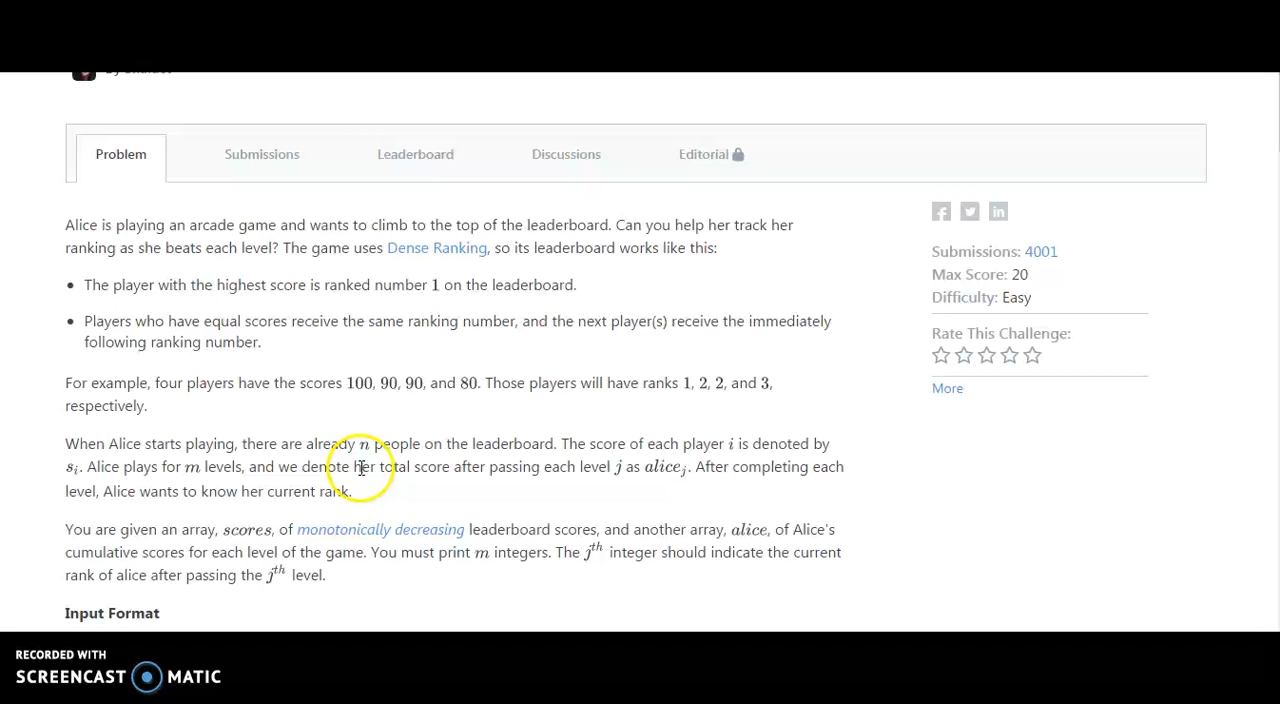 Problem
Submissions
Leaderboard
Discussions
Editorial
Alice is playing an arcade game and wants to climb to the top of the leaderboard. Can you help her track her
ranking as she beats each level? The game uses Dense Ranking, so its leaderboard works like this:
The player with the highest score is ranked number 1 on the leaderboard.
Players who have equal scores receive the same ranking number, and the next player(s) receive the immediately
following ranking number.
For example, four players have the scores 100, 90, 90, and 80. Those players will have ranks 1, 2, 2, and 3,
respectively.
When Alice starts playing, there are already n people on the leaderboard. The score of each player i is denoted by
s_i. Alice plays for m levels, and we denote her total score after passing each level j as alice_j. After completing each
level, Alice wants to know her current rank.
You are given an array, scores, of monotonically decreasing leaderboard scores, and another array, alice, of Alice's
cumulative scores for each level of the game. You must print m integers. The j^th integer should indicate the current
rank of alice after passing the j^th level.
Input Format
Submissions: 4001
Max Score: 20
Difficulty: Easy
Rate This Challenge:
More
RECORDED WITH
SCREENCAST MATIC